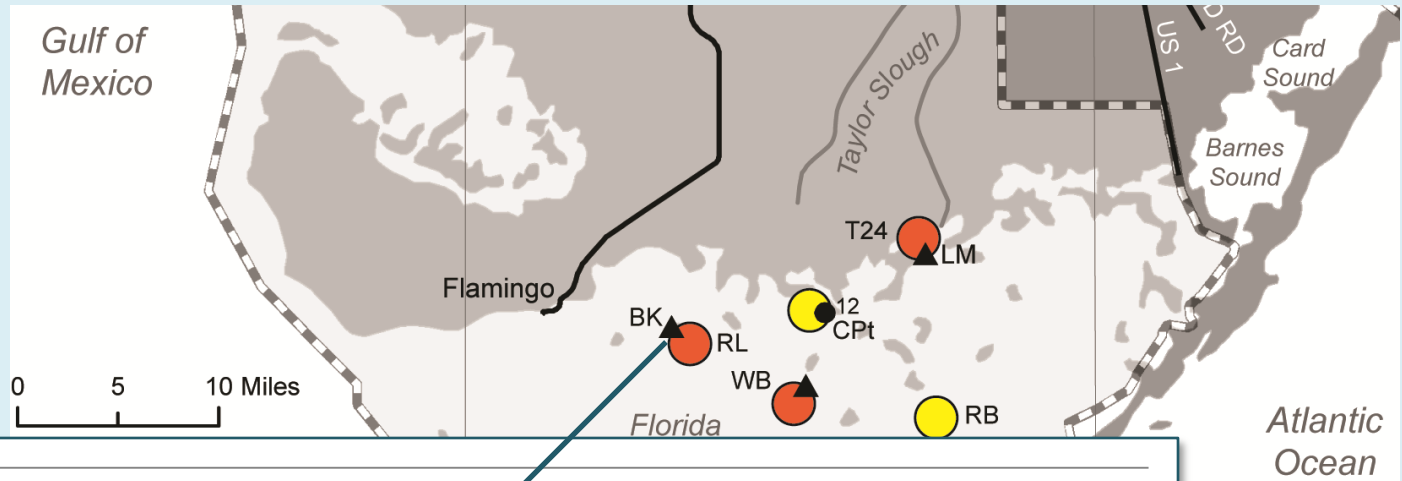 Gulf of
Mexico
Taylor Slough
US 1
D RD
Card
Sound
Barnes
Sound
T24
LM
Flamingo
12
CPt
BK
RL
WB
RB
0 5 10 Miles
Florida
Atlantic
Ocean